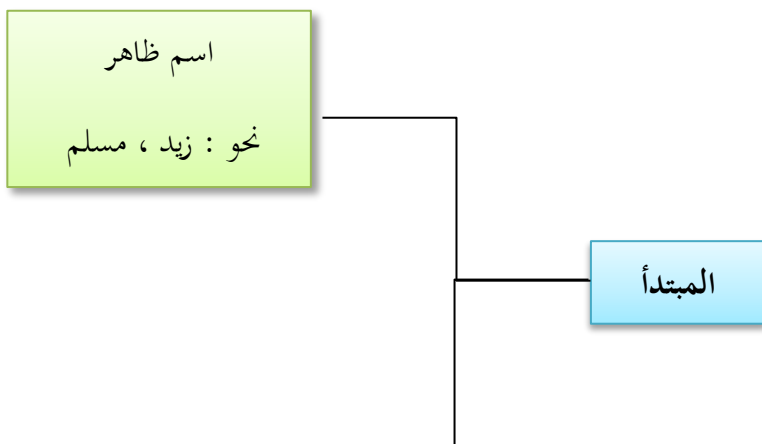 اسم ظاهر
نحو : زيد ، مسلم
المبتدأ